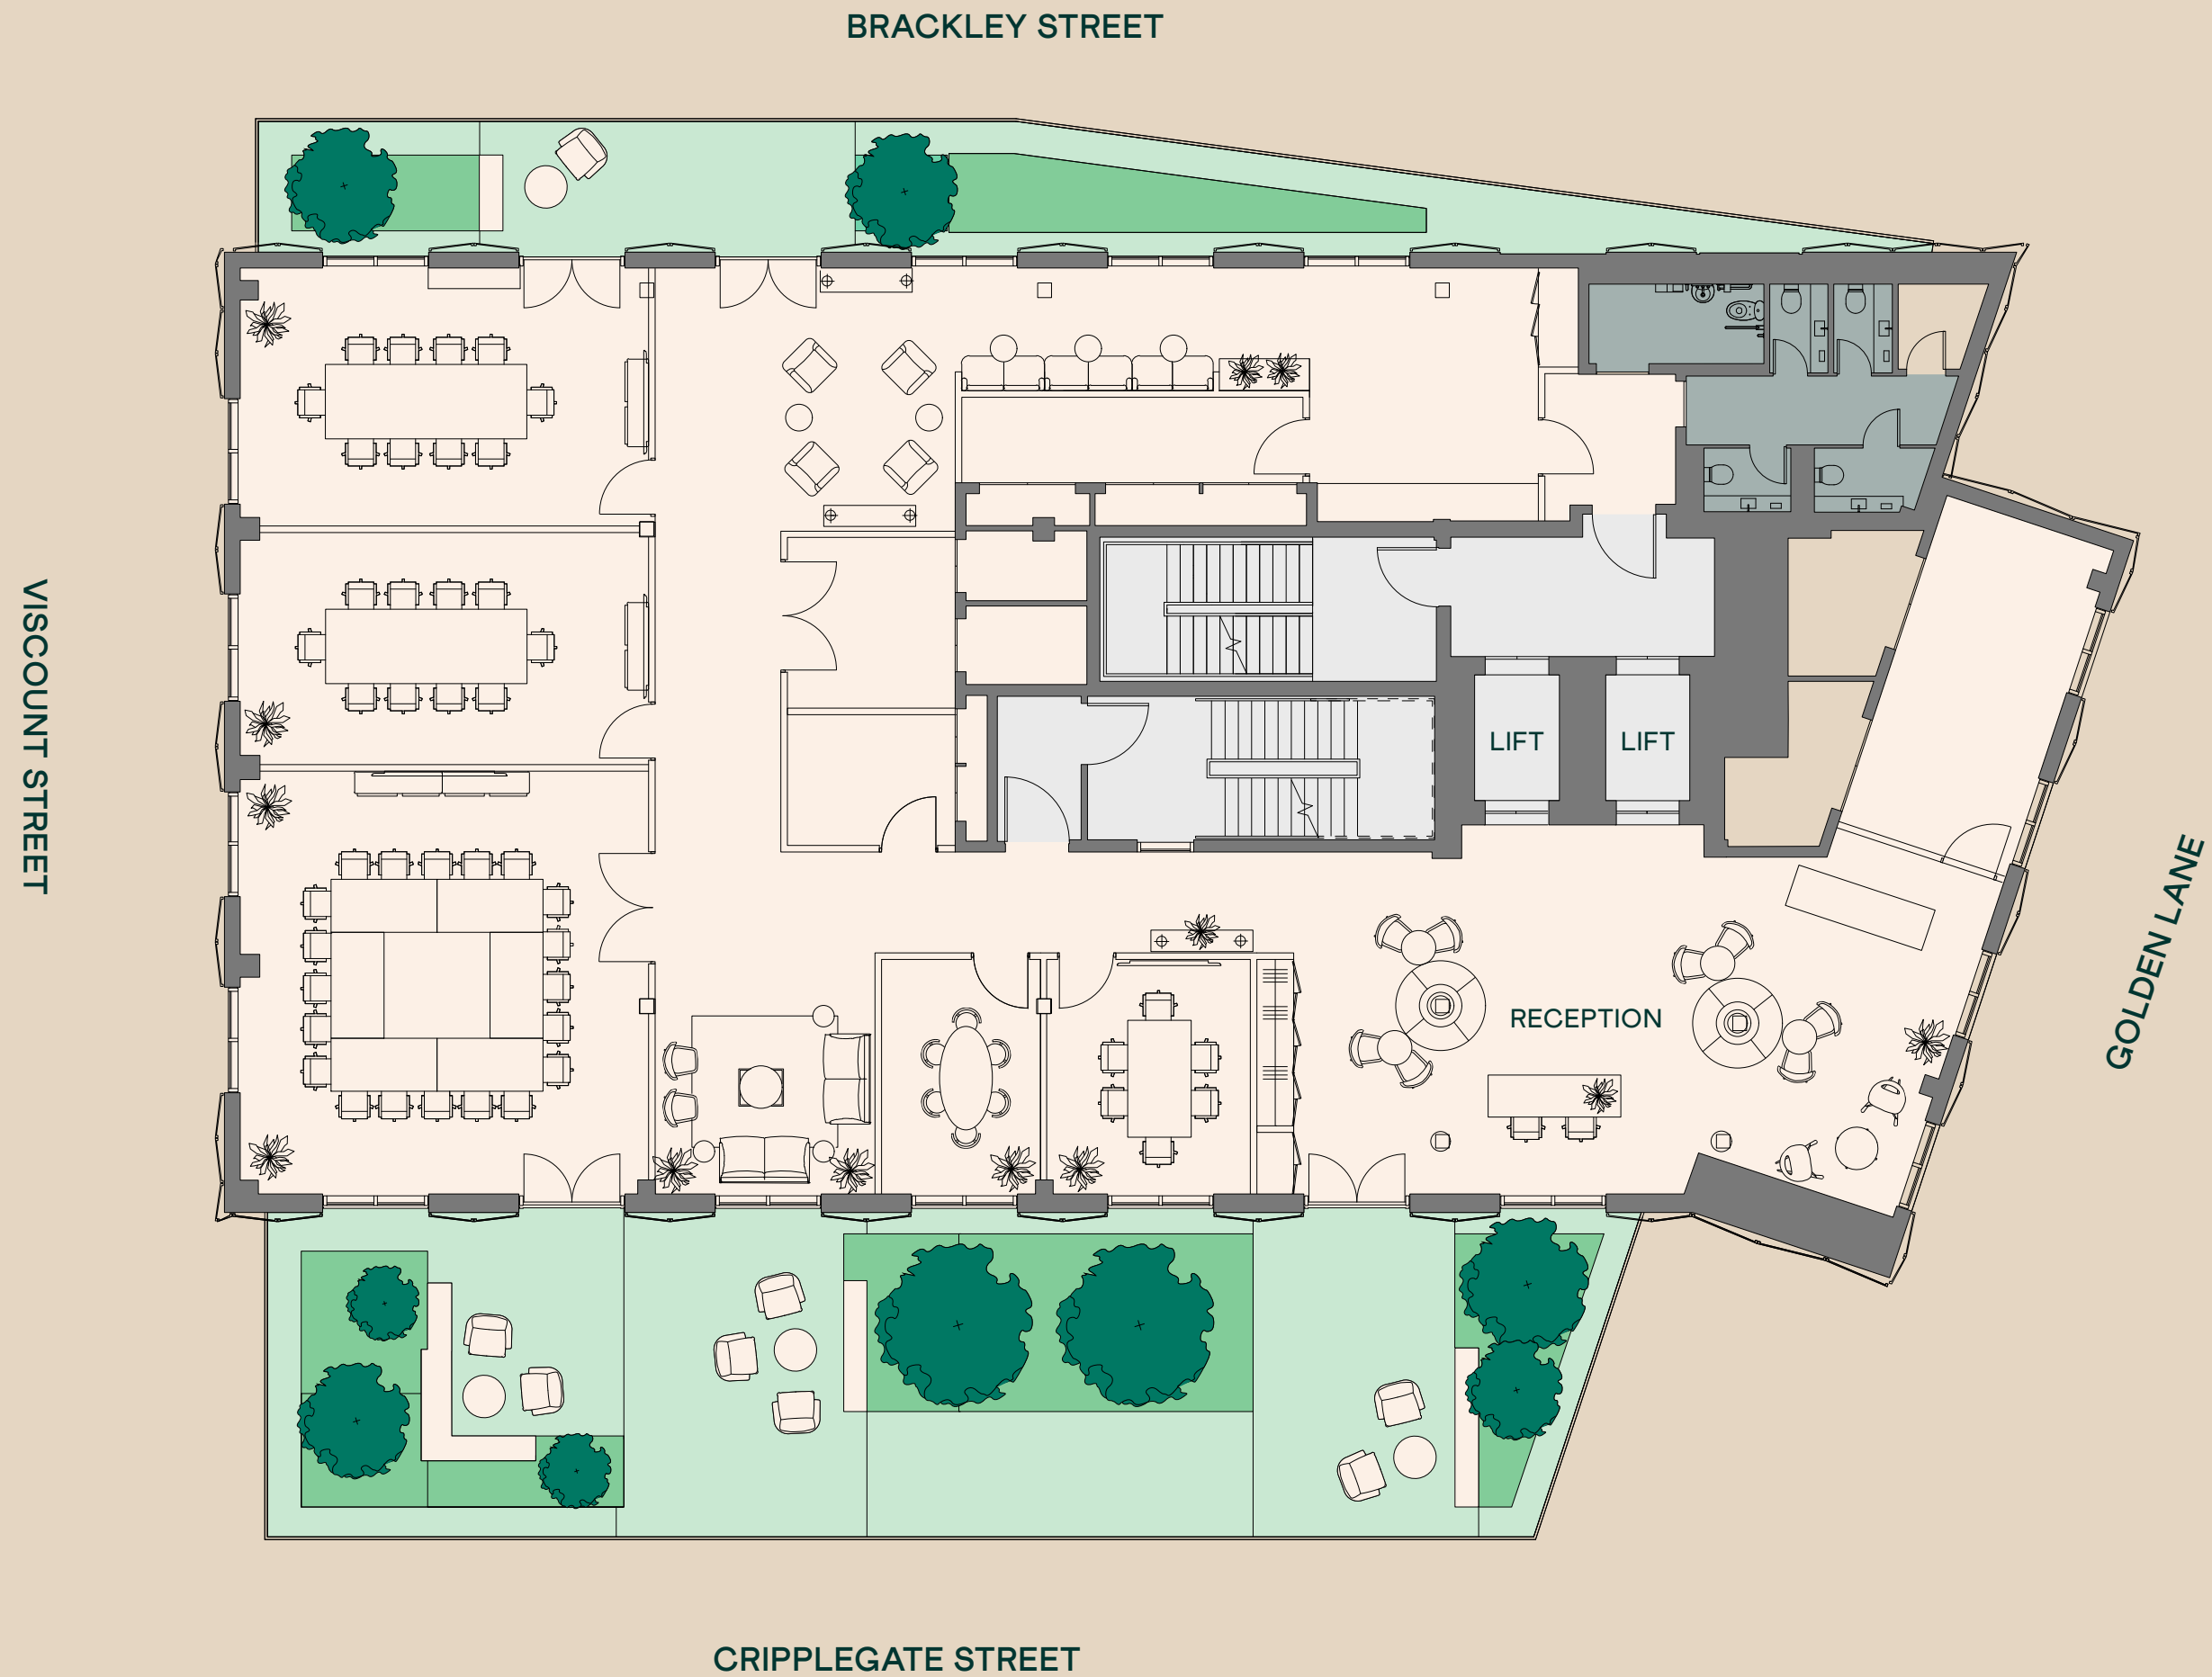 BRACKLEY STREET
VISCOUNT STREET
LIFT
LIFT
GOLDEN LANE
RECEPTION
CRIPPLEGATE STREET